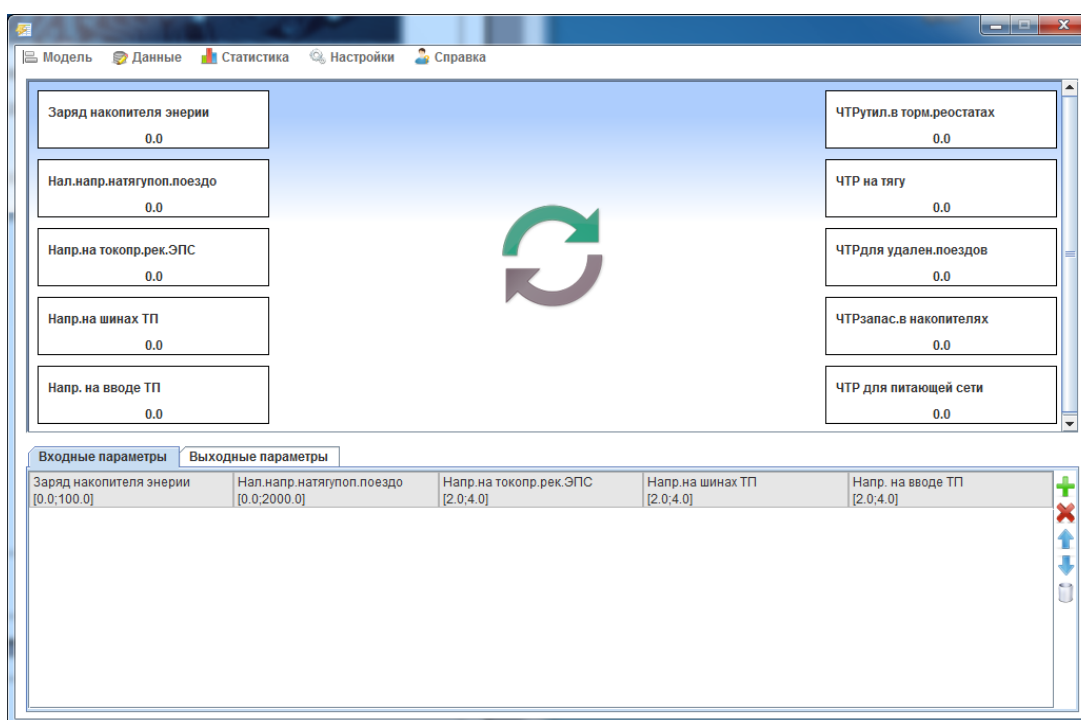 Модель Данные Статистика Настройки Справка
Заряд накопителя энерии
0.0
Нал.напр.натягупоп.поездо
0.0
Напр.на токопр.рек.ЭПС
0.0
Напр.на шинах ТП
0.0
Напр. на вводе ТП
0.0
ЧТРутил.в торм.реостатах
0.0
ЧТР на тягу
0.0
ЧТРдля удален.поездов
0.0
ЧТРзапас.в накопителях
0.0
ЧТР для питающей сети
0.0
Входные параметры Выходные параметры
Заряд накопителя энерии Нал.напр.натягупоп.поездо Напр.на токопр.рек.ЭПС Напр.на шинах ТП Напр. на вводе ТП
[0.0;100.0] [0.0;2000.0] [2.0;4.0] [2.0;4.0] [2.0;4.0]